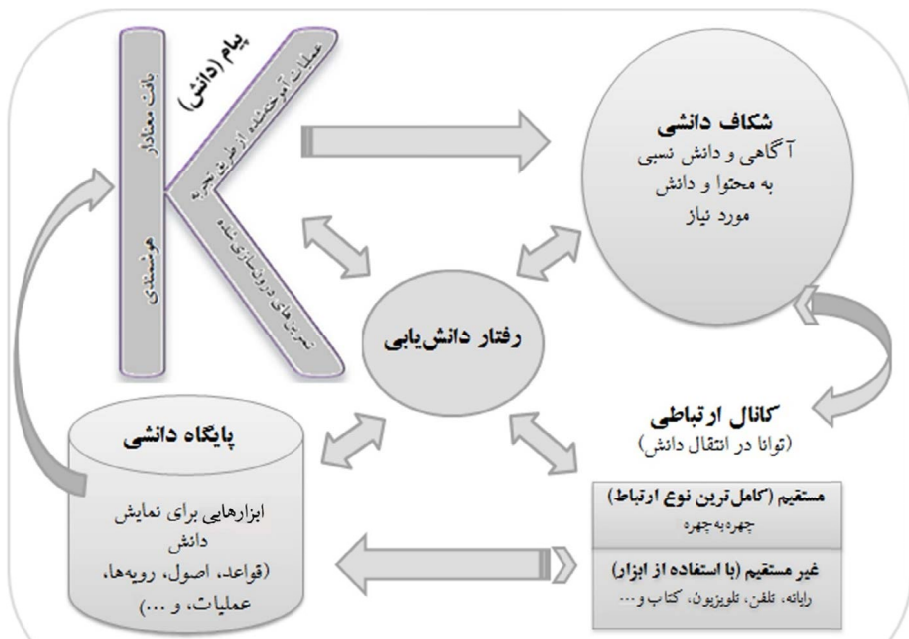 پیام (دانش)
بافت معنادار
هوشمندی
عملیات آموخته‌شده از طریق تجربه
تمرین‌های درون‌سازی شده
شکاف دانشی
آگاهی و دانش نسبی
به محتوا و دانش
مورد نیاز
رفتار دانش‌یابی
کانال ارتباطی
(توانا در انتقال دانش)
مستقیم (کامل‌ترین نوع ارتباط)
چهره به چهره
غیر مستقیم (با استفاده از ابزار)
رایانه، تلفن، تلویزیون، کتاب و...
پایگاه دانشی
ابزارهایی برای نمایش
دانش
(قواعد، اصول، رویه‌ها،
عملیات، و ...)